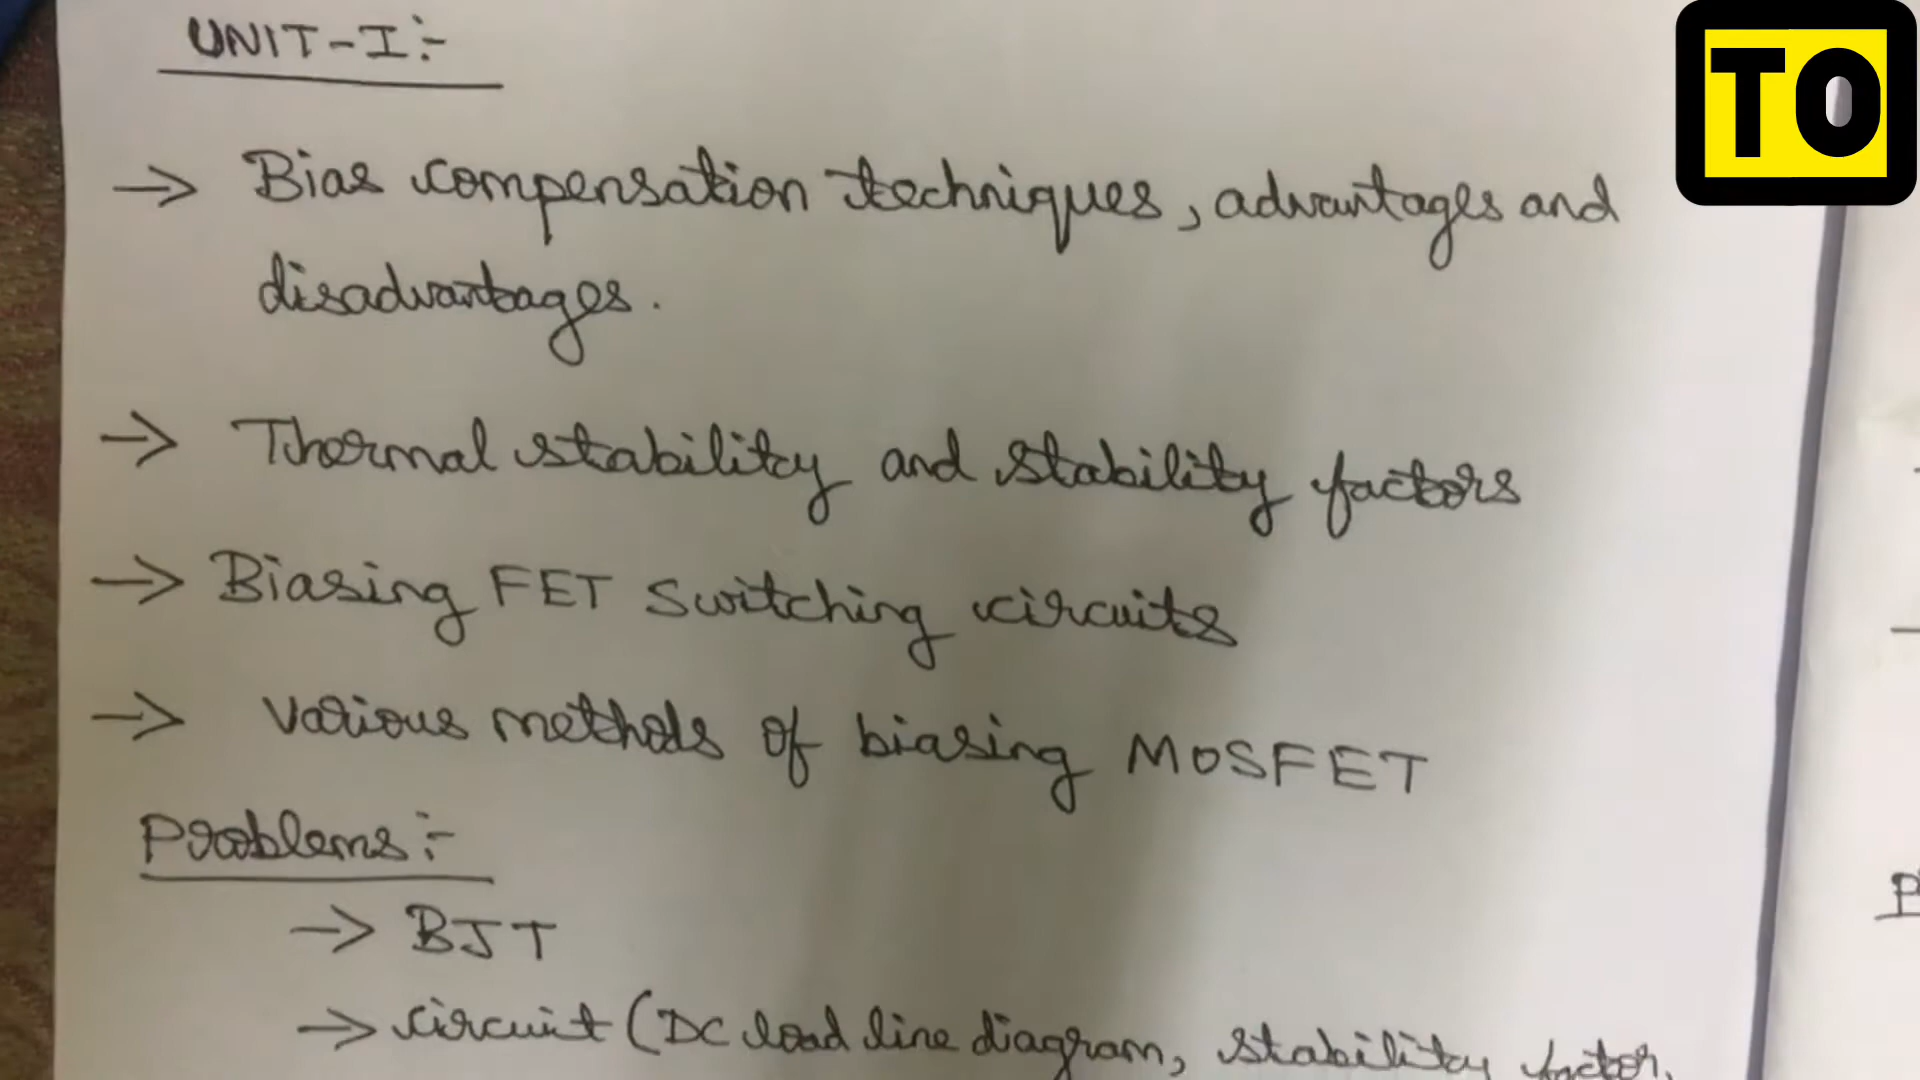 UNIT-I:-
TO
→ Bias compensation techniques, advantages and
disadvantages.
→ Thermal stability and stability factors
→ Biasing FET Switching circuits
→ Various methods of biasing MOSFET
Problems:-
→ BJT
→ circuit (DC load line diagram, stability factor,